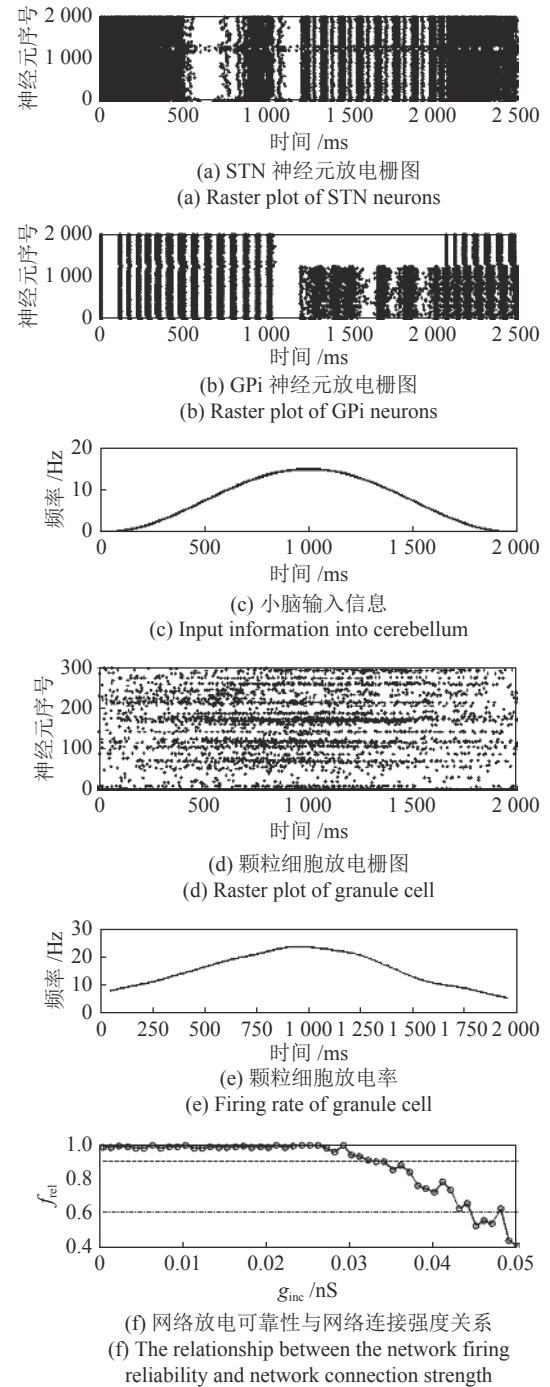 神经元序号
2 000
1 000
0
0 500 1 000 1 500 2 000 2 500
时间 /ms
(a) STN 神经元放电栅图
(a) Raster plot of STN neurons
神经元序号
2 000
1 000
0
0 500 1 000 1 500 2 000 2 500
时间 /ms
(b) GPi 神经元放电栅图
(b) Raster plot of GPi neurons
频率 /Hz
20
10
0
500 1 000 1 500 2 000
时间 /ms
(c) 小脑输入信息
(c) Input information into cerebellum
神经元序号
300
200
100
0
0 500 1 000 1 500 2 000
时间 /ms
(d) 颗粒细胞放电栅图
(d) Raster plot of granule cell
频率 /Hz
30
20
10
0
0 250 500 750 1 000 1 250 1 500 1 750 2 000
时间 /ms
(e) 颗粒细胞放电率
(e) Firing rate of granule cell
f_rel
1.0
0.8
0.6
0.4
0 0.01 0.02 0.03 0.04 0.05
g_inc /nS
(f) 网络放电可靠性与网络连接强度关系
(f) The relationship between the network firing
reliability and network connection strength